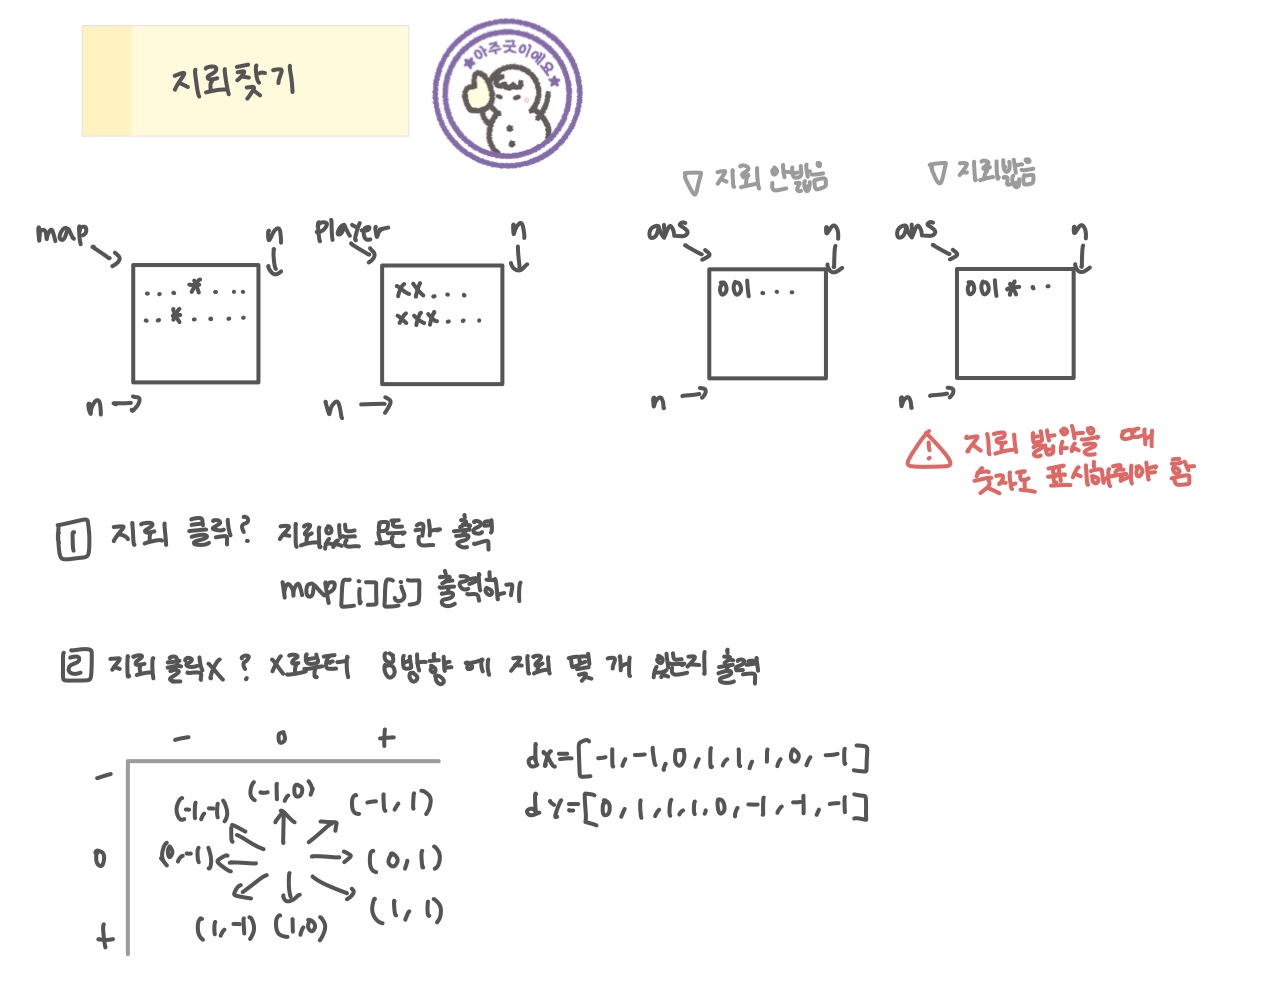 지뢰찾기
★아주굿이에요★
▽ 지뢰 안밟음
▽ 지뢰밟음
map
n
player
n
ans
n
ans
n
...*...
..*....
xx...
xxx...
001...
001*..
n
n
n
n
⚠ 지뢰 밟았을 때
숫자도 표시해줘야 함
1 지뢰 클릭? 지뢰있는 모든 칸 출력
map[i][j] 출력하기
2 지뢰 클릭x ? x로부터 8방향에 지뢰 몇 개 있는지 출력
- 0 +
-
0
+
(-1,-1) (-1,0) (-1,1)
(0,-1) (0,1)
(1,-1) (1,0) (1,1)
dx=[-1,-1,0,1,1,1,0,-1]
dy=[0,1,1,1,0,-1,-1,-1]